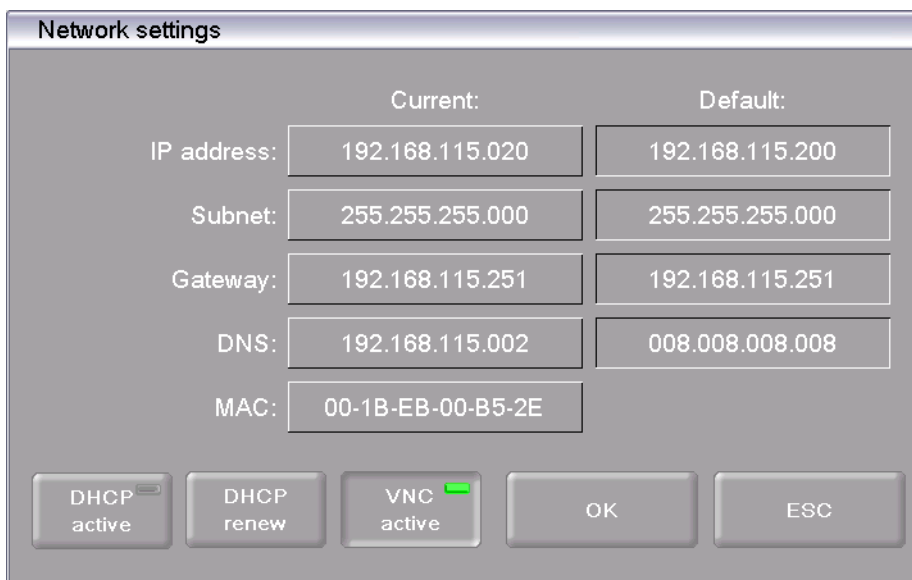 Network settings
Current: Default:
IP address: 192.168.115.020 192.168.115.200
Subnet: 255.255.255.000 255.255.255.000
Gateway: 192.168.115.251 192.168.115.251
DNS: 192.168.115.002 008.008.008.008
MAC: 00-1B-EB-00-B5-2E
DHCP active
DHCP renew
VNC active
OK
ESC